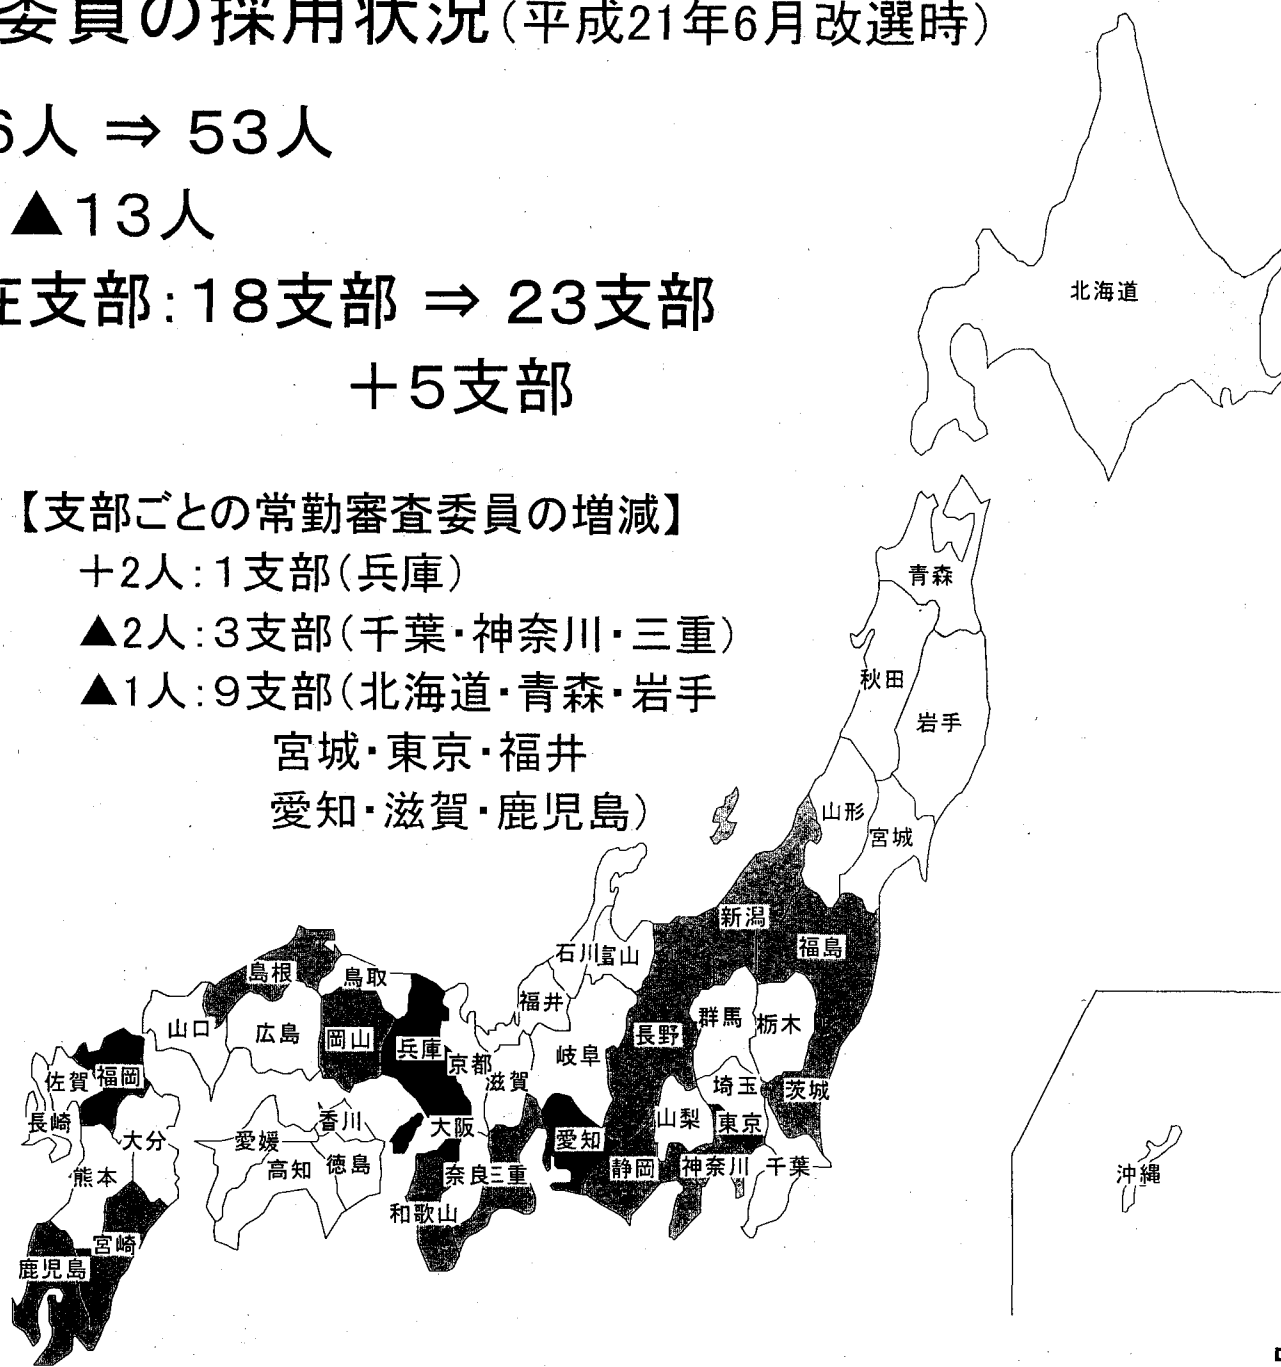 委員の採用状況(平成21年6月改選時)
6人 ⇒ 53人
▲13人
在支部:18支部 ⇒ 23支部
+5支部
【支部ごとの常勤審査委員の増減】
+2人:1支部(兵庫)
▲2人:3支部(千葉・神奈川・三重)
▲1人:9支部(北海道・青森・岩手
宮城・東京・福井
愛知・滋賀・鹿児島)
北海道
青森
秋田
岩手
山形
宮城
新潟
福島
石川
富山
福井
長野
群馬
栃木
岐阜
埼玉
茨城
山梨
東京
愛知
静岡
神奈川
千葉
島根
鳥取
山口
広島
岡山
兵庫
京都
滋賀
大阪
奈良
三重
和歌山
香川
愛媛
高知
徳島
佐賀
福岡
長崎
大分
熊本
宮崎
鹿児島
沖縄